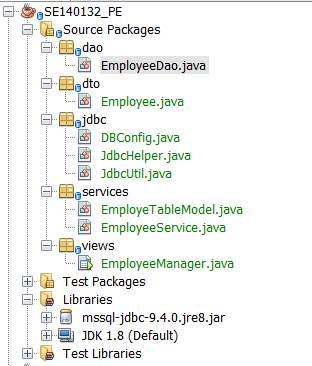 SE140132_PE
Source Packages
dao
EmployeeDao.java
dto
Employee.java
jdbc
DBConfig.java
JdbcHelper.java
JdbcUtil.java
services
EmployeTableModel.java
EmployeeService.java
views
EmployeeManager.java
Test Packages
Libraries
mssql-jdbc-9.4.0.jre8.jar
JDK 1.8 (Default)
Test Libraries